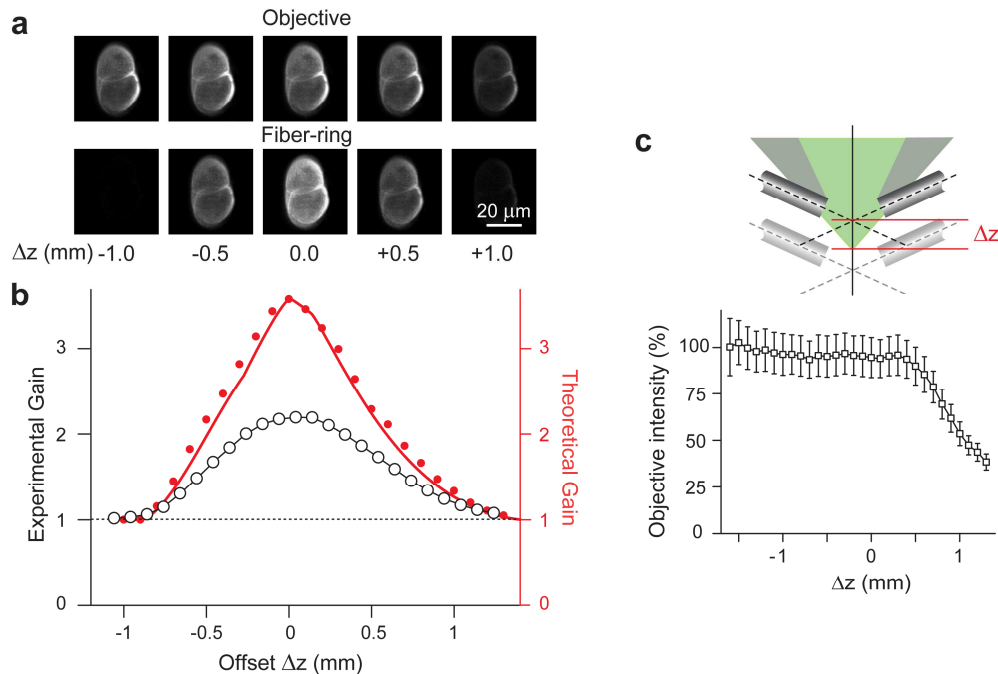 a
Objective
Fiber-ring
20 μm
Δz (mm) -1.0 -0.5 0.0 +0.5 +1.0
b
Experimental Gain
3
2
1
0
-1 -0.5 0 0.5 1
Offset Δz (mm)
3
2
1
0
Theoretical Gain
c
Δz
Objective intensity (%)
100
75
50
25
0
-1 0 1
Δz (mm)